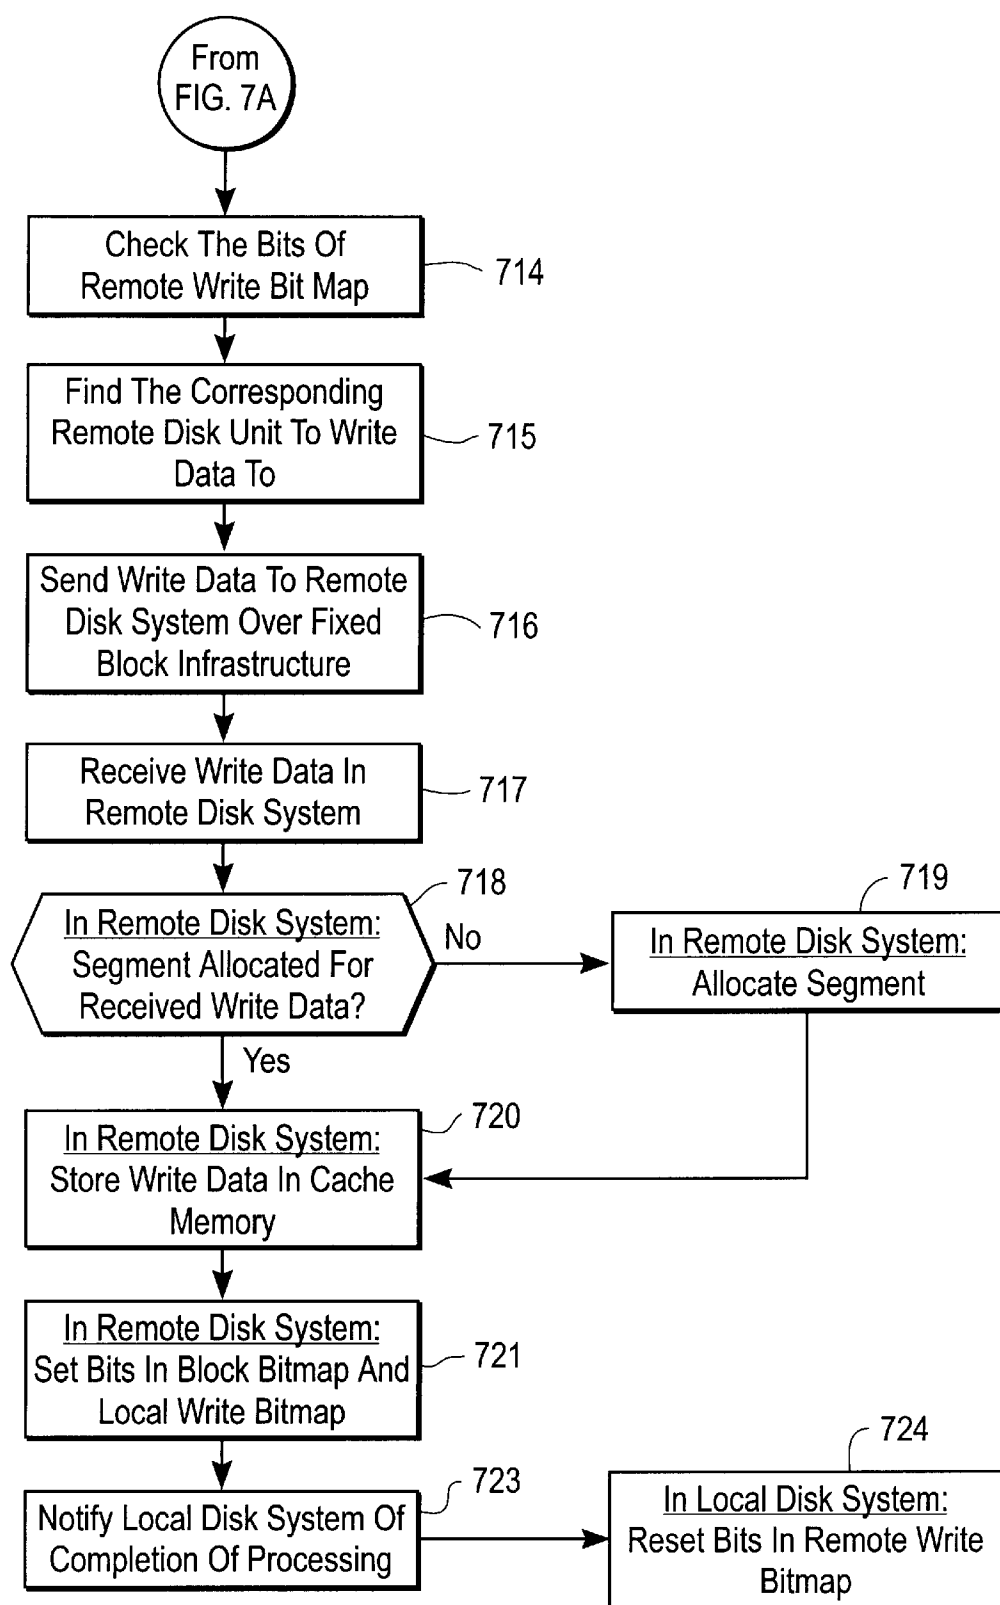 From
FIG. 7A
Check The Bits Of
Remote Write Bit Map
714
Find The Corresponding
Remote Disk Unit To Write
Data To
715
Send Write Data To Remote
Disk System Over Fixed
Block Infrastructure
716
Receive Write Data In
Remote Disk System
717
718
In Remote Disk System:
Segment Allocated For
Received Write Data?
No
Yes
719
In Remote Disk System:
Allocate Segment
720
In Remote Disk System:
Store Write Data In Cache
Memory
In Remote Disk System:
Set Bits In Block Bitmap And
Local Write Bitmap
721
723
Notify Local Disk System Of
Completion Of Processing
724
In Local Disk System:
Reset Bits In Remote Write
Bitmap